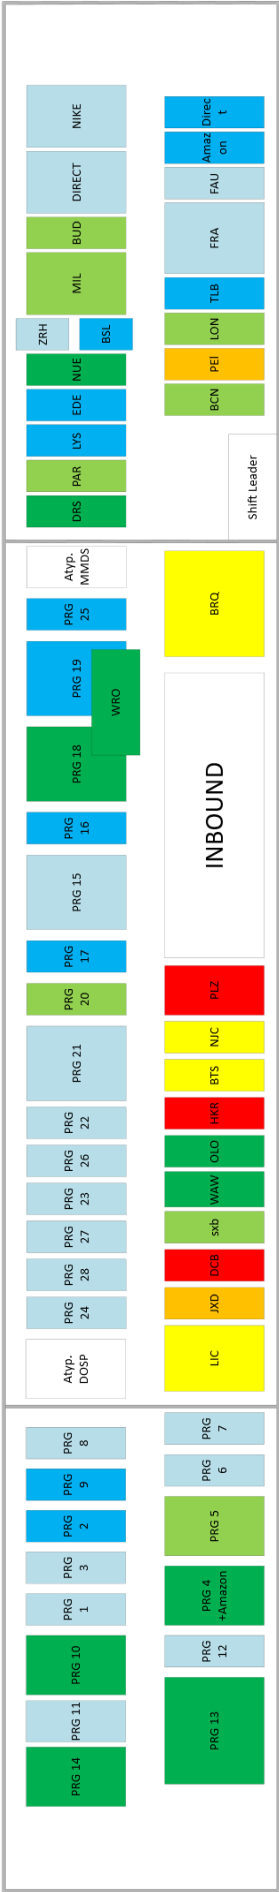 NIKE
DIRECT
BUD
MIL
ZRH
BSL
NUE
EDE
LYS
PAR
DRS
Direc
t
Amaz
on
FAU
FRA
TLB
LON
PEI
BCN
Shift Leader
Atyp.
MMDS
PRG
25
PRG 19
WRO
PRG 18
PRG
16
PRG 15
PRG
17
PRG
20
PRG 21
PRG
22
PRG
26
PRG
23
PRG
27
PRG
28
PRG
24
Atyp.
DOSP
BRQ
INBOUND
PLZ
NJC
BTS
HKR
OLO
WAW
sxb
DCB
JXD
LIC
PRG
8
PRG
9
PRG
2
PRG
3
PRG
1
PRG 10
PRG 11
PRG 14
PRG
7
PRG
6
PRG 5
PRG 4
+Amazon
PRG
12
PRG 13